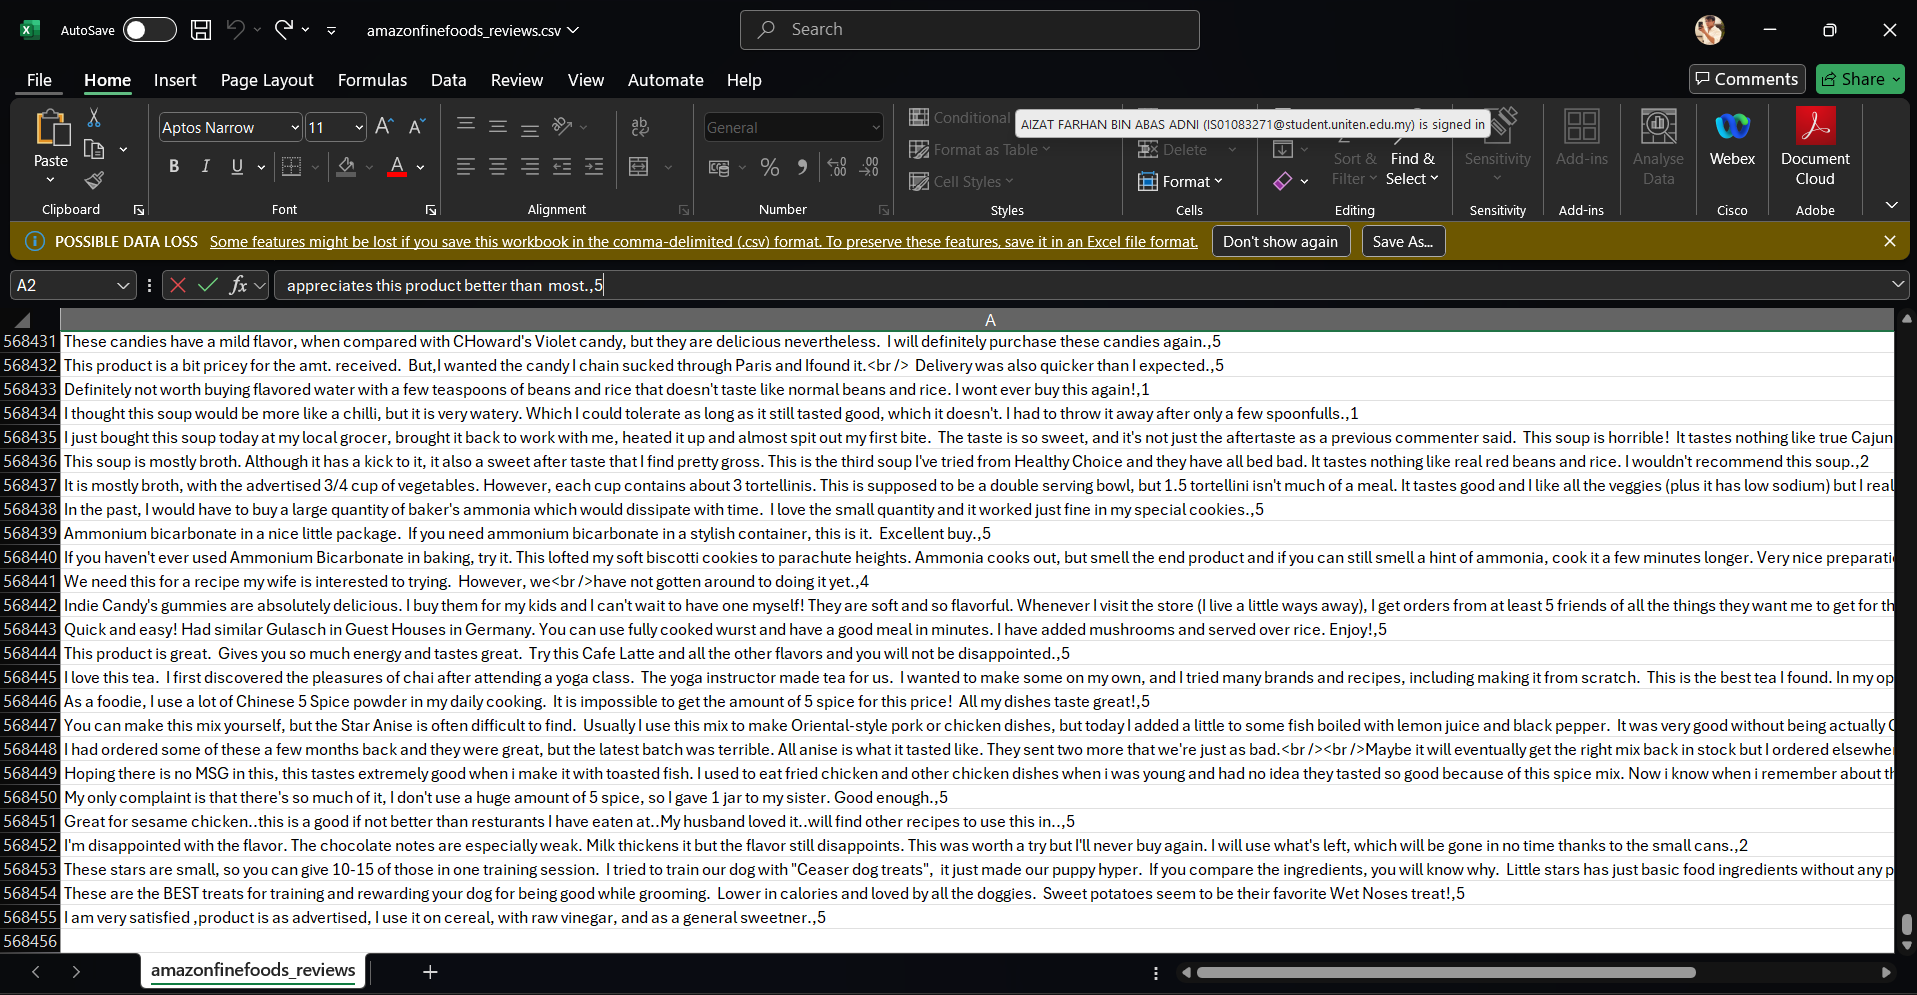 AutoSave
amazonfinefoods_reviews.csv
Search
File Home Insert Page Layout Formulas Data Review View Automate Help
Comments Share
Aptos Narrow 11
General
Conditional
AIZAT FARHAN BIN ABAS ADNI (IS01083271@student.uniten.edu.my) is signed in
Paste
B I U
Format as Table
Delete
Sort & Filter
Find & Select
Sensitivity
Add-ins
Analyse Data
Webex
Document Cloud
Cell Styles
Format
Clipboard Font Alignment Number Styles Cells Editing Sensitivity Add-ins Cisco Adobe
POSSIBLE DATA LOSS Some features might be lost if you save this workbook in the comma-delimited (.csv) format. To preserve these features, save it in an Excel file format. Don't show again Save As...
A2 fx appreciates this product better than  most.,5
A
568431 These candies have a mild flavor, when compared with CHoward's Violet candy, but they are delicious nevertheless.  I will definitely purchase these candies again.,5
568432 This product is a bit pricey for the amt. received.  But,I wanted the candy I chain sucked through Paris and Ifound it.<br />  Delivery was also quicker than I expected.,5
568433 Definitely not worth buying flavored water with a few teaspoons of beans and rice that doesn't taste like normal beans and rice. I wont ever buy this again!,1
568434 I thought this soup would be more like a chilli, but it is very watery. Which I could tolerate as long as it still tasted good, which it doesn't. I had to throw it away after only a few spoonfulls.,1
568435 I just bought this soup today at my local grocer, brought it back to work with me, heated it up and almost spit out my first bite.  The taste is so sweet, and it's not just the aftertaste as a previous commenter said.  This soup is horrible!  It tastes nothing like true Cajun
568436 This soup is mostly broth. Although it has a kick to it, it also a sweet after taste that I find pretty gross. This is the third soup I've tried from Healthy Choice and they have all bed bad. It tastes nothing like real red beans and rice. I wouldn't recommend this soup.,2
568437 It is mostly broth, with the advertised 3/4 cup of vegetables. However, each cup contains about 3 tortellinis. This is supposed to be a double serving bowl, but 1.5 tortellini isn't much of a meal. It tastes good and I like all the veggies (plus it has low sodium) but I real
568438 In the past, I would have to buy a large quantity of baker's ammonia which would dissipate with time.  I love the small quantity and it worked just fine in my special cookies.,5
568439 Ammonium bicarbonate in a nice little package.  If you need ammonium bicarbonate in a stylish container, this is it.  Excellent buy.,5
568440 If you haven't ever used Ammonium Bicarbonate in baking, try it. This lofted my soft biscotti cookies to parachute heights. Ammonia cooks out, but smell the end product and if you can still smell a hint of ammonia, cook it a few minutes longer. Very nice preparati
568441 We need this for a recipe my wife is interested to trying.  However, we<br />have not gotten around to doing it yet.,4
568442 Indie Candy's gummies are absolutely delicious. I buy them for my kids and I can't wait to have one myself! They are soft and so flavorful. Whenever I visit the store (I live a little ways away), I get orders from at least 5 friends of all the things they want me to get for th
568443 Quick and easy! Had similar Gulasch in Guest Houses in Germany. You can use fully cooked wurst and have a good meal in minutes. I have added mushrooms and served over rice. Enjoy!,5
568444 This product is great.  Gives you so much energy and tastes great.  Try this Cafe Latte and all the other flavors and you will not be disappointed.,5
568445 I love this tea.  I first discovered the pleasures of chai after attending a yoga class.  The yoga instructor made tea for us.  I wanted to make some on my own, and I tried many brands and recipes, including making it from scratch.  This is the best tea I found. In my op
568446 As a foodie, I use a lot of Chinese 5 Spice powder in my daily cooking.  It is impossible to get the amount of 5 spice for this price!  All my dishes taste great!,5
568447 You can make this mix yourself, but the Star Anise is often difficult to find.  Usually I use this mix to make Oriental-style pork or chicken dishes, but today I added a little to some fish boiled with lemon juice and black pepper.  It was very good without being actually
568448 I had ordered some of these a few months back and they were great, but the latest batch was terrible. All anise is what it tasted like. They sent two more that we're just as bad.<br /><br />Maybe it will eventually get the right mix back in stock but I ordered elsewhe
568449 Hoping there is no MSG in this, this tastes extremely good when i make it with toasted fish. I used to eat fried chicken and other chicken dishes when i was young and had no idea they tasted so good because of this spice mix. Now i know when i remember about th
568450 My only complaint is that there's so much of it, I don't use a huge amount of 5 spice, so I gave 1 jar to my sister. Good enough.,5
568451 Great for sesame chicken..this is a good if not better than resturants I have eaten at..My husband loved it..will find other recipes to use this in..,5
568452 I'm disappointed with the flavor. The chocolate notes are especially weak. Milk thickens it but the flavor still disappoints. This was worth a try but I'll never buy again. I will use what's left, which will be gone in no time thanks to the small cans.,2
568453 These stars are small, so you can give 10-15 of those in one training session.  I tried to train our dog with "Ceaser dog treats",  it just made our puppy hyper.  If you compare the ingredients, you will know why.  Little stars has just basic food ingredients without any p
568454 These are the BEST treats for training and rewarding your dog for being good while grooming.  Lower in calories and loved by all the doggies.  Sweet potatoes seem to be their favorite Wet Noses treat!,5
568455 I am very satisfied ,product is as advertised, I use it on cereal, with raw vinegar, and as a general sweetner.,5
568456
amazonfinefoods_reviews